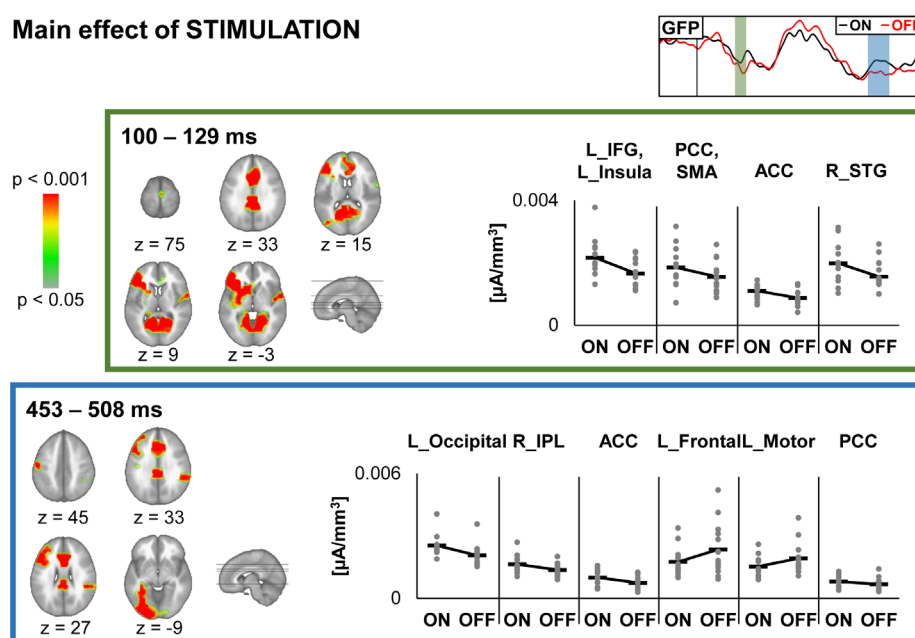 Main effect of STIMULATION
GFP
ON
OFF
100 – 129 ms
p < 0.001
p < 0.05
z = 75
z = 33
z = 15
z = 9
z = -3
L_IFG,
L_Insula
PCC,
SMA
ACC
R_STG
0.004
[µA/mm³]
0
ON OFF ON OFF ON OFF ON OFF
453 – 508 ms
z = 45
z = 33
z = 27
z = -9
L_Occipital R_IPL ACC L_Frontal L_Motor PCC
0.006
[µA/mm³]
0
ON OFF ON OFF ON OFF ON OFF ON OFF ON OFF